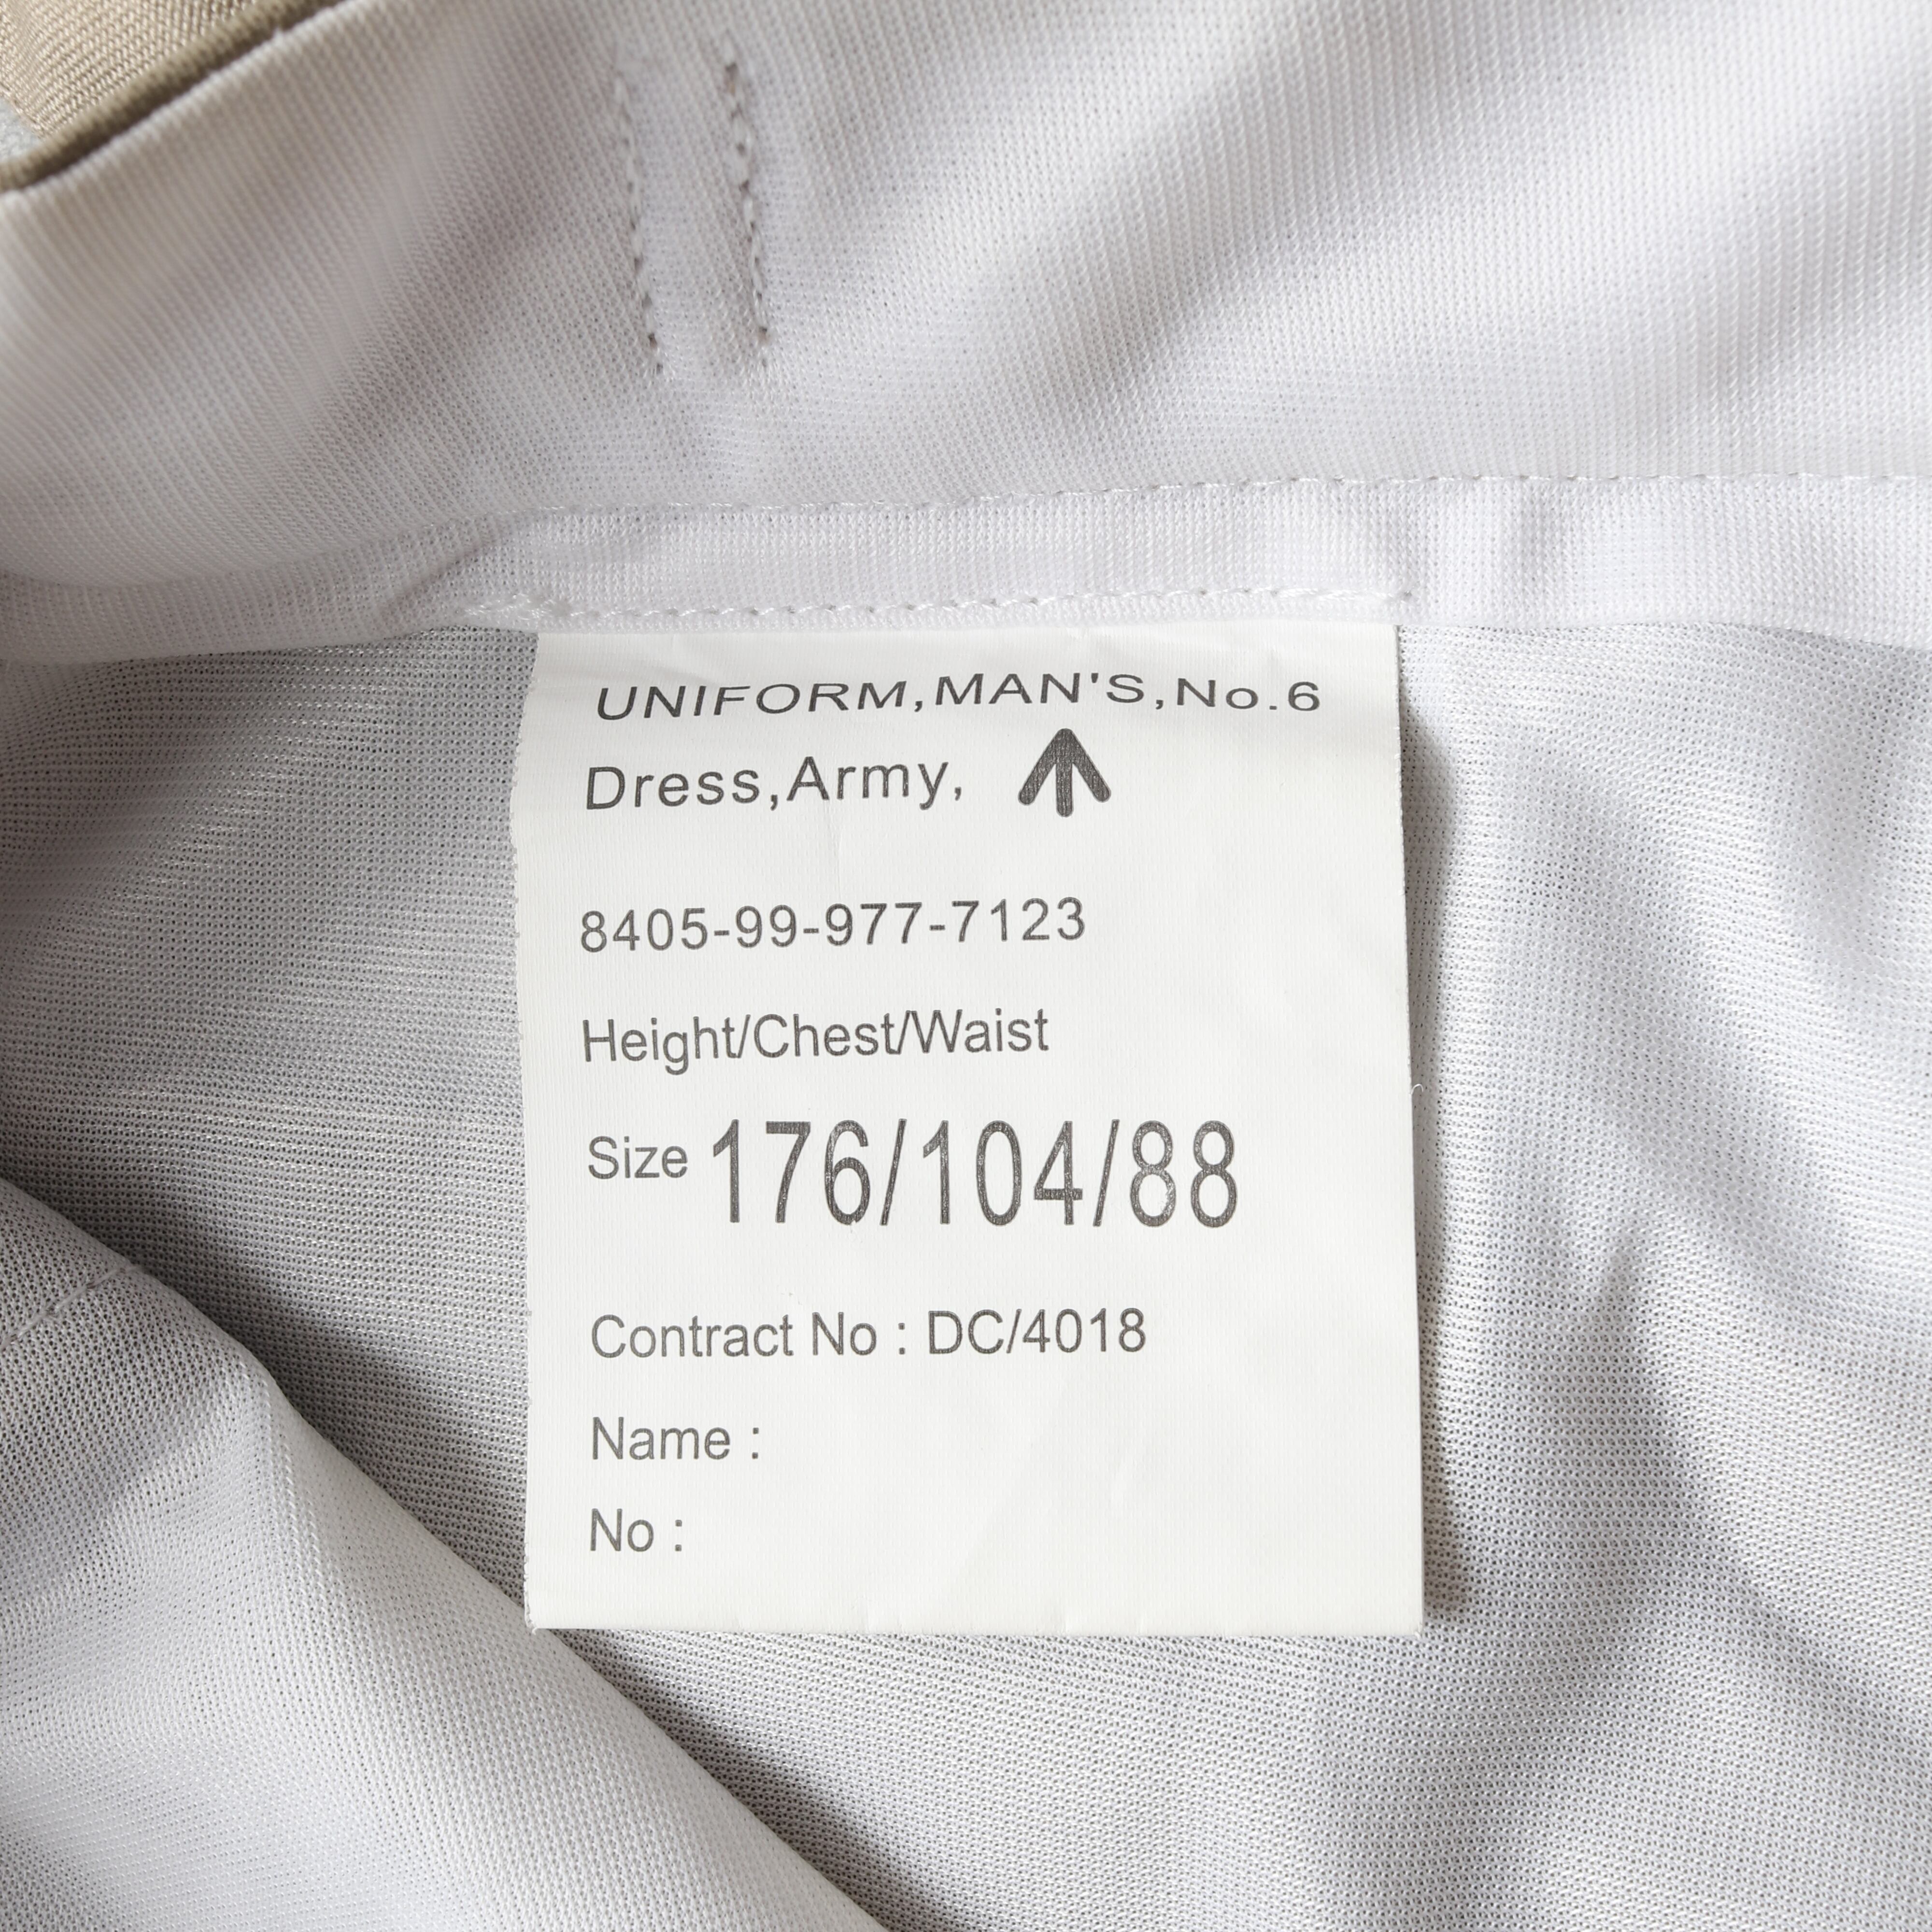 UNIFORM,MAN'S,No.6
Dress,Army,
8405-99-977-7123
Height/Chest/Waist
Size 176/104/88
Contract No : DC/4018
Name :
No :